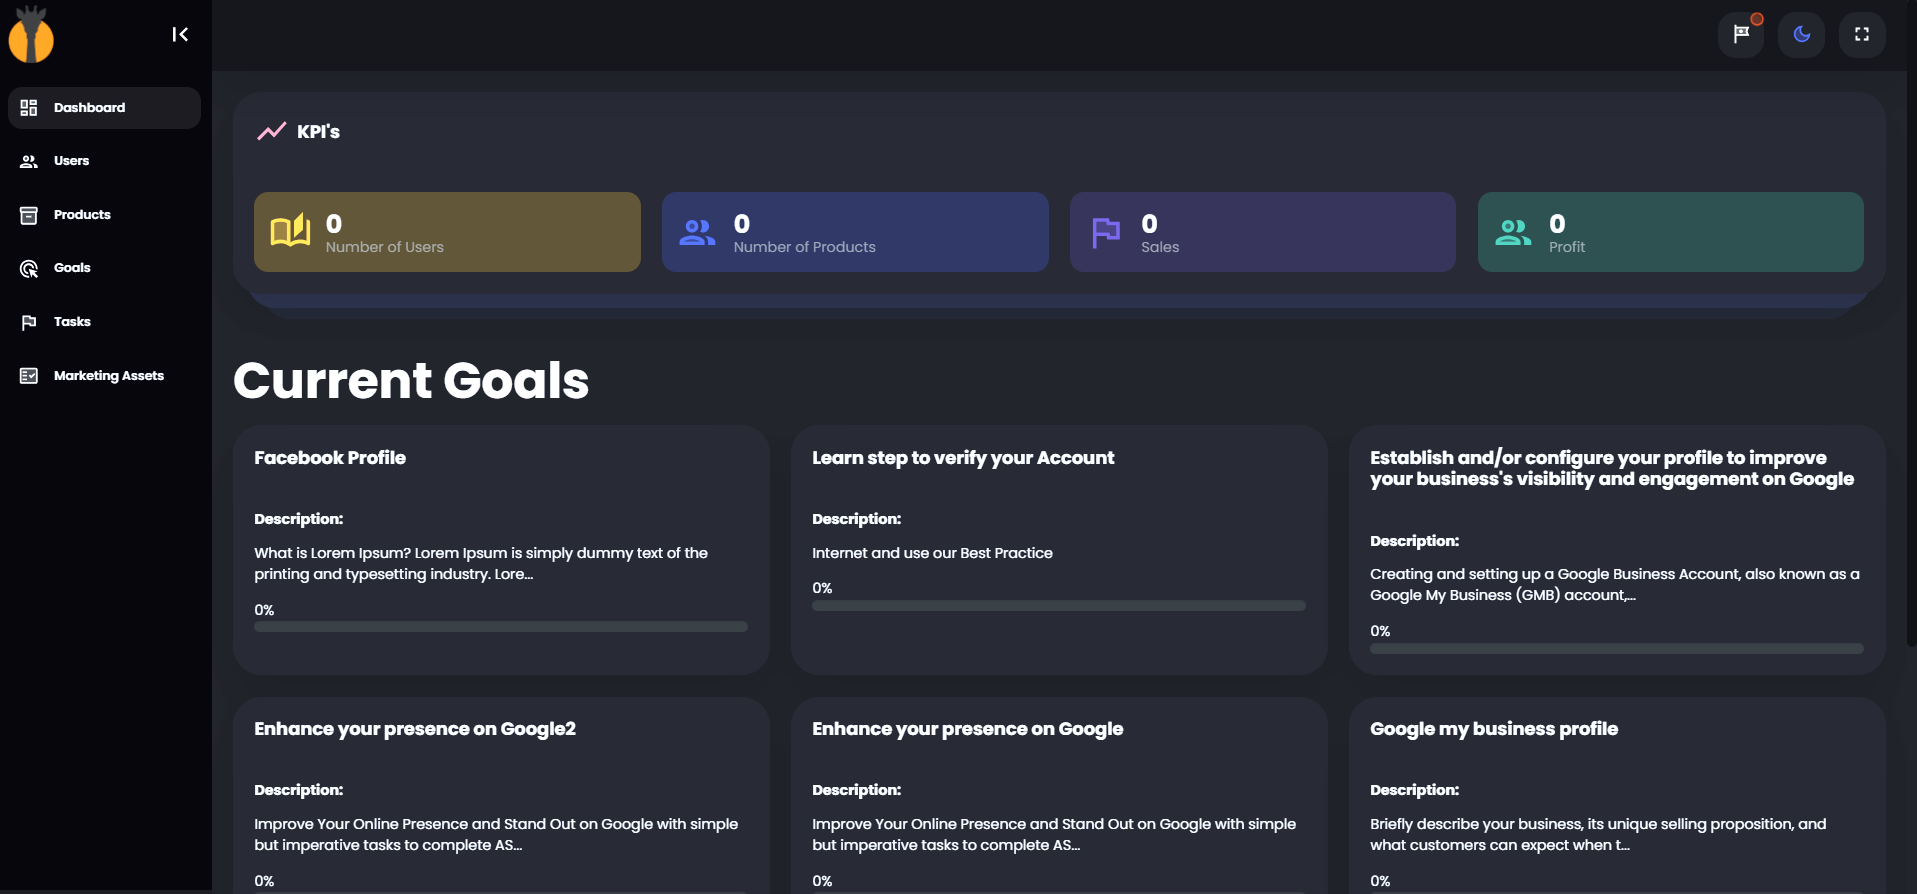 Dashboard
Users
Products
Goals
Tasks
Marketing Assets
KPI's
0
Number of Users
0
Number of Products
0
Sales
0
Profit
Current Goals
Facebook Profile
Description:
What is Lorem Ipsum? Lorem Ipsum is simply dummy text of the
printing and typesetting industry. Lore...
0%
Learn step to verify your Account
Description:
Internet and use our Best Practice
0%
Establish and/or configure your profile to improve
your business's visibility and engagement on Google
Description:
Creating and setting up a Google Business Account, also known as a
Google My Business (GMB) account,...
0%
Enhance your presence on Google2
Description:
Improve Your Online Presence and Stand Out on Google with simple
but imperative tasks to complete AS...
0%
Enhance your presence on Google
Description:
Improve Your Online Presence and Stand Out on Google with simple
but imperative tasks to complete AS...
0%
Google my business profile
Description:
Briefly describe your business, its unique selling proposition, and
what customers can expect when t...
0%